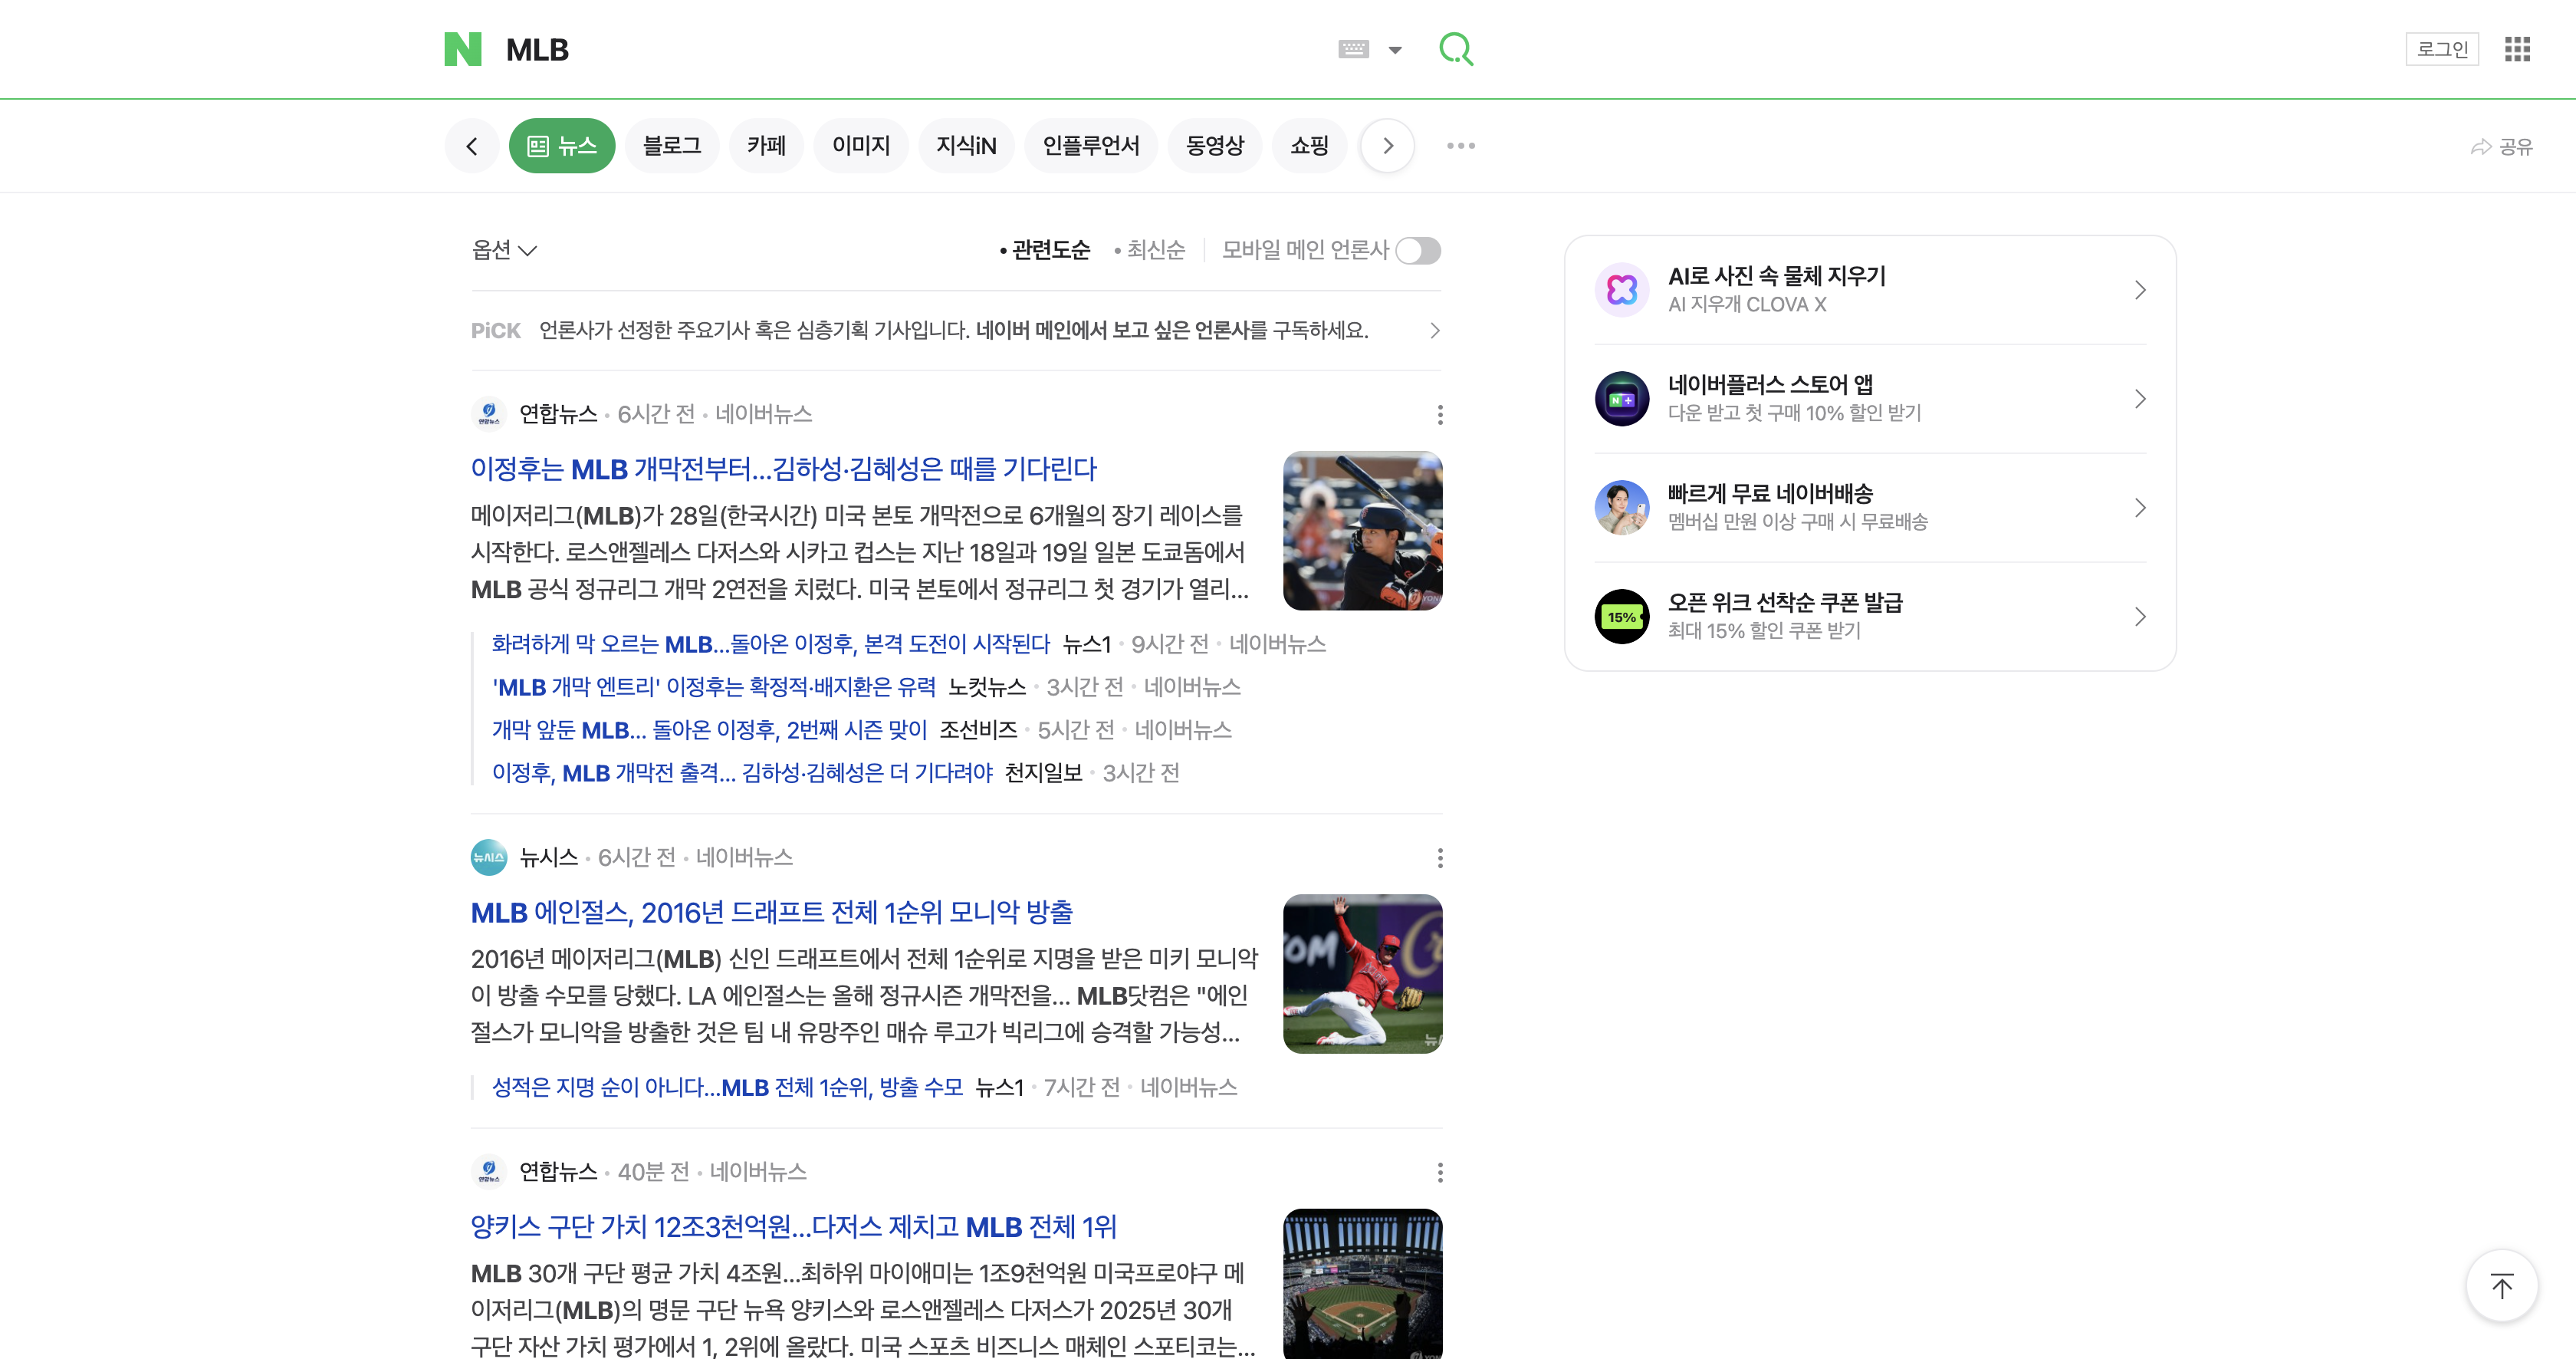 N MLB
로그인
뉴스 블로그 카페 이미지 지식iN 인플루언서 동영상 쇼핑
공유
옵션 • 관련도순 • 최신순 모바일 메인 언론사
PiCK 언론사가 선정한 주요기사 혹은 심층기획 기사입니다. 네이버 메인에서 보고 싶은 언론사를 구독하세요.
연합뉴스 · 6시간 전 · 네이버뉴스
이정후는 MLB 개막전부터…김하성·김혜성은 때를 기다린다
메이저리그(MLB)가 28일(한국시간) 미국 본토 개막전으로 6개월의 장기 레이스를
시작한다. 로스앤젤레스 다저스와 시카고 컵스는 지난 18일과 19일 일본 도쿄돔에서
MLB 공식 정규리그 개막 2연전을 치렀다. 미국 본토에서 정규리그 첫 경기가 열리...
화려하게 막 오르는 MLB…돌아온 이정후, 본격 도전이 시작된다 뉴스1 · 9시간 전 · 네이버뉴스
'MLB 개막 엔트리' 이정후는 확정적·배지환은 유력 노컷뉴스 · 3시간 전 · 네이버뉴스
개막 앞둔 MLB... 돌아온 이정후, 2번째 시즌 맞이 조선비즈 · 5시간 전 · 네이버뉴스
이정후, MLB 개막전 출격… 김하성·김혜성은 더 기다려야 천지일보 · 3시간 전
뉴시스
뉴시스 · 6시간 전 · 네이버뉴스
MLB 에인절스, 2016년 드래프트 전체 1순위 모니악 방출
2016년 메이저리그(MLB) 신인 드래프트에서 전체 1순위로 지명을 받은 미키 모니악
이 방출 수모를 당했다. LA 에인절스는 올해 정규시즌 개막전을... MLB닷컴은 "에인
절스가 모니악을 방출한 것은 팀 내 유망주인 매슈 루고가 빅리그에 승격할 가능성...
성적은 지명 순이 아니다…MLB 전체 1순위, 방출 수모 뉴스1 · 7시간 전 · 네이버뉴스
연합뉴스 · 40분 전 · 네이버뉴스
양키스 구단 가치 12조3천억원…다저스 제치고 MLB 전체 1위
MLB 30개 구단 평균 가치 4조원…최하위 마이애미는 1조9천억원 미국프로야구 메
이저리그(MLB)의 명문 구단 뉴욕 양키스와 로스앤젤레스 다저스가 2025년 30개
구단 자산 가치 평가에서 1, 2위에 올랐다. 미국 스포츠 비즈니스 매체인 스포티코는...
AI로 사진 속 물체 지우기
AI 지우개 CLOVA X
네이버플러스 스토어 앱
다운 받고 첫 구매 10% 할인 받기
빠르게 무료 네이버배송
멤버십 만원 이상 구매 시 무료배송
15%
오픈 위크 선착순 쿠폰 발급
최대 15% 할인 쿠폰 받기